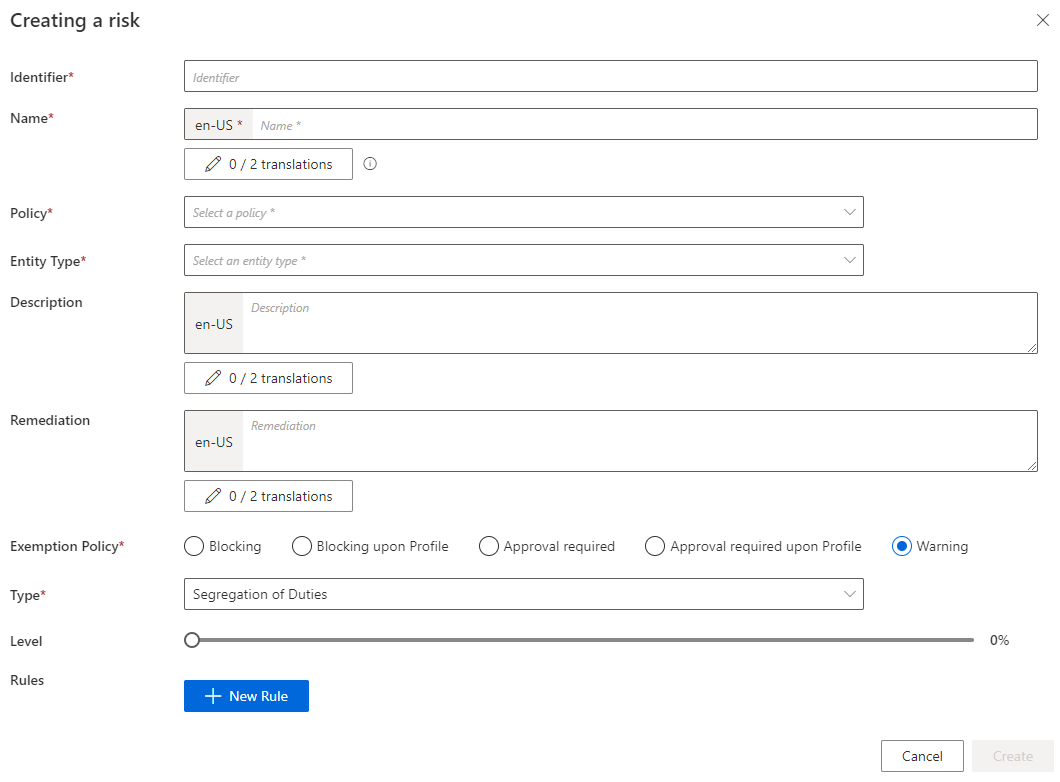 Creating a risk
Identifier* Identifier
Name* en-US * Name *
0 / 2 translations
Policy* Select a policy *
Entity Type* Select an entity type *
Description en-US Description
0 / 2 translations
Remediation en-US Remediation
0 / 2 translations
Exemption Policy* Blocking Blocking upon Profile Approval required Approval required upon Profile Warning
Type* Segregation of Duties
Level 0%
Rules
New Rule
Cancel Create